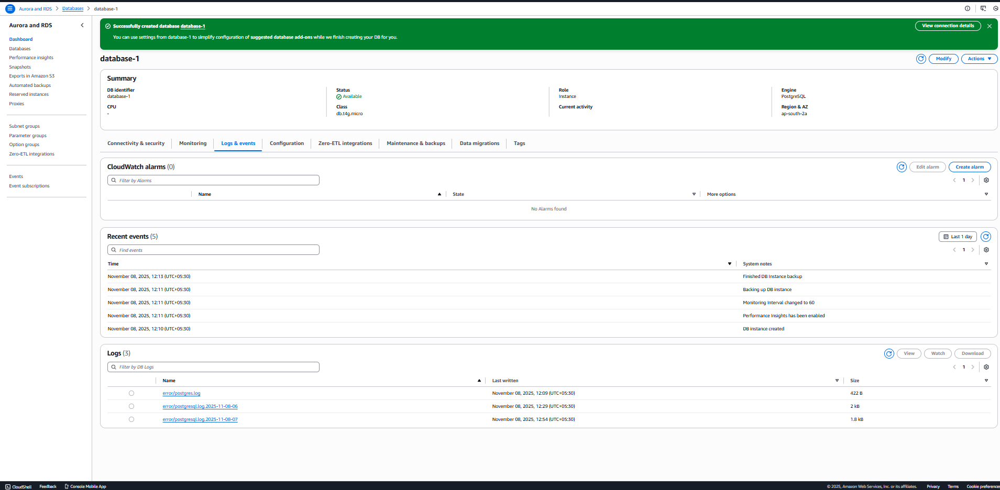 Aurora and RDS > Databases > database-1
Aurora and RDS
Dashboard
Databases
Performance insights
Snapshots
Exports in Amazon S3
Automated backups
Reserved instances
Proxies
Subnet groups
Parameter groups
Option groups
Zero-ETL integrations
Events
Event subscriptions
Successfully created database database-1
View connection details
You can use settings from database-1 to simplify configuration of suggested database add-ons while we finish creating your DB for you.
database-1
Modify
Actions
Summary
DB identifier
database-1
CPU
-
Status
Available
Class
db.t4g.micro
Role
Instance
Current activity
Engine
PostgreSQL
Region & AZ
ap-south-2a
Connectivity & security
Monitoring
Logs & events
Configuration
Zero-ETL integrations
Maintenance & backups
Data migrations
Tags
CloudWatch alarms (0)
Edit alarm
Create alarm
Filter by Alarms
1
Name State More options
No Alarms found
Recent events (5)
Last 1 day
Find events
1
Time System notes
November 08, 2025, 12:13 (UTC+05:30) Finished DB Instance backup
November 08, 2025, 12:11 (UTC+05:30) Backing up DB instance
November 08, 2025, 12:11 (UTC+05:30) Monitoring Interval changed to 60
November 08, 2025, 12:11 (UTC+05:30) Performance Insights has been enabled
November 08, 2025, 12:10 (UTC+05:30) DB instance created
Logs (3)
View
Watch
Download
Filter by DB Logs
1
Name Last written Size
error/postgres.log November 08, 2025, 12:09 (UTC+05:30) 422 B
error/postgresql.log.2025-11-08-06 November 08, 2025, 12:29 (UTC+05:30) 2 kB
error/postgresql.log.2025-11-08-07 November 08, 2025, 12:54 (UTC+05:30) 1.8 kB
CloudShell Feedback Console Mobile App © 2025, Amazon Web Services, Inc. or its affiliates. Privacy Terms Cookie preferences